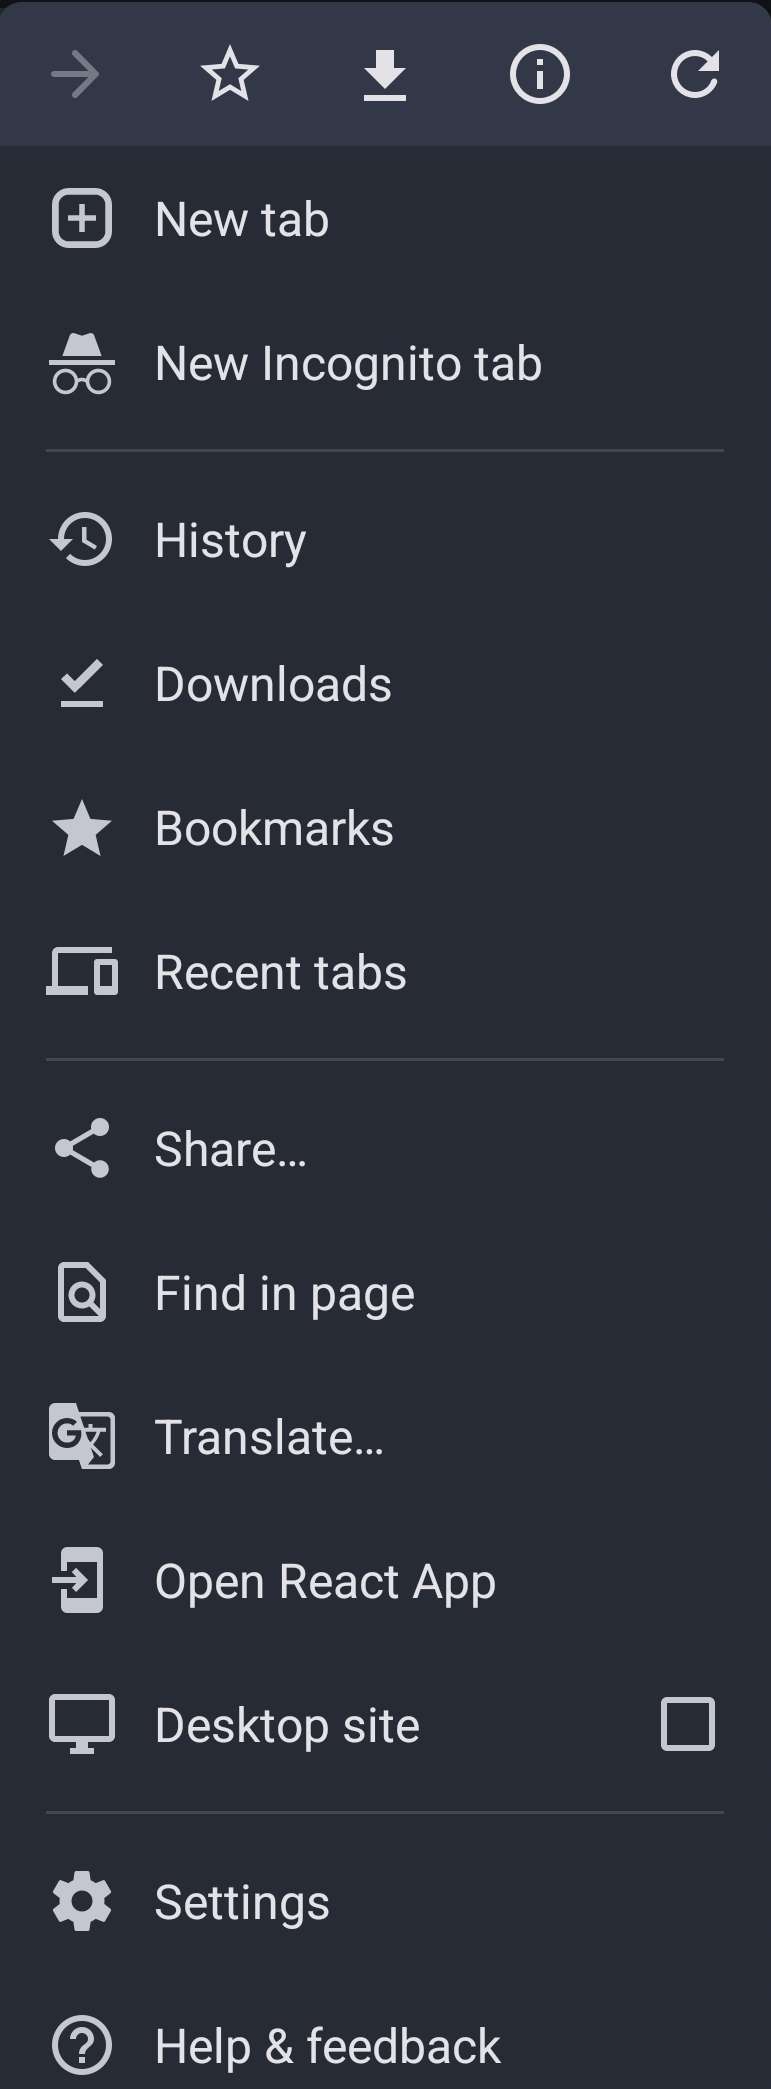 New tab
New Incognito tab
History
Downloads
Bookmarks
Recent tabs
Share...
Find in page
Translate...
Open React App
Desktop site
Settings
Help & feedback